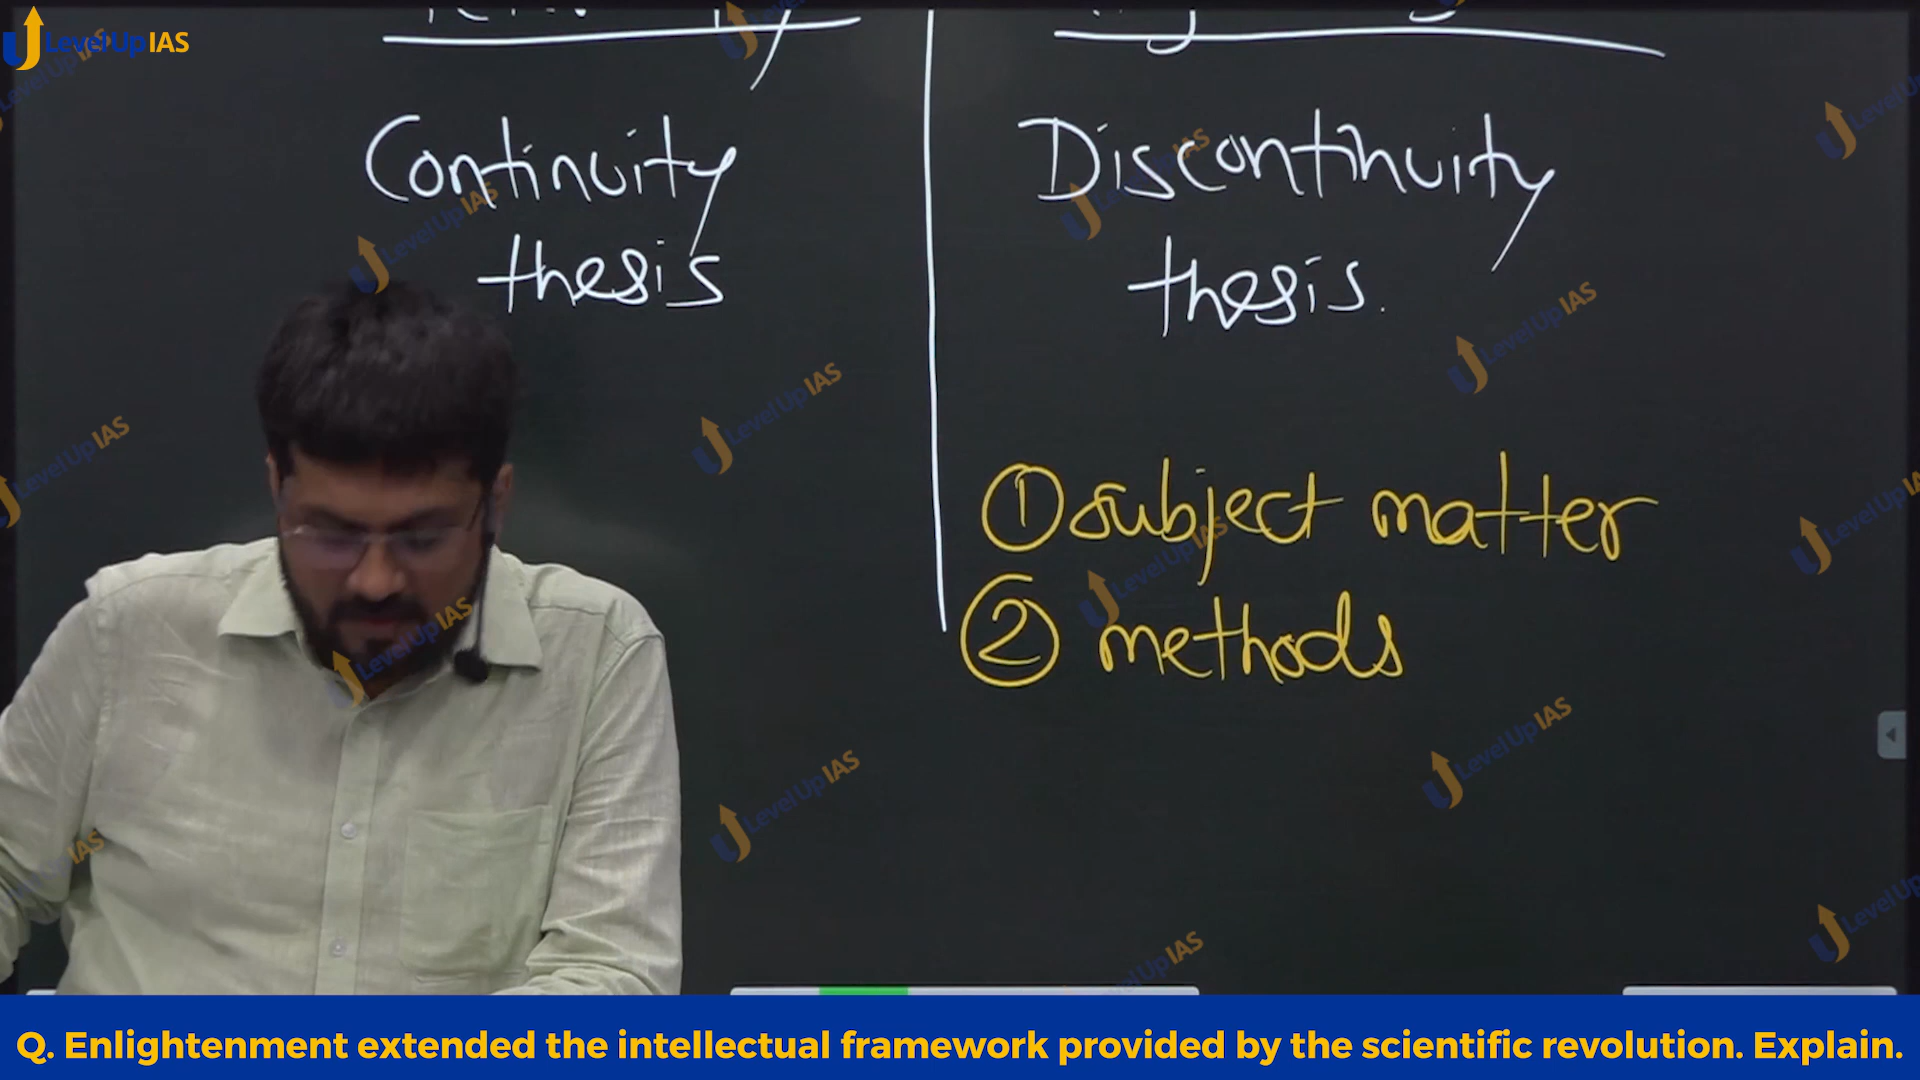 LevelUp IAS
Continuity
thesis
Discontinuity
thesis.
① subject matter
② methods
Q. Enlightenment extended the intellectual framework provided by the scientific revolution. Explain.